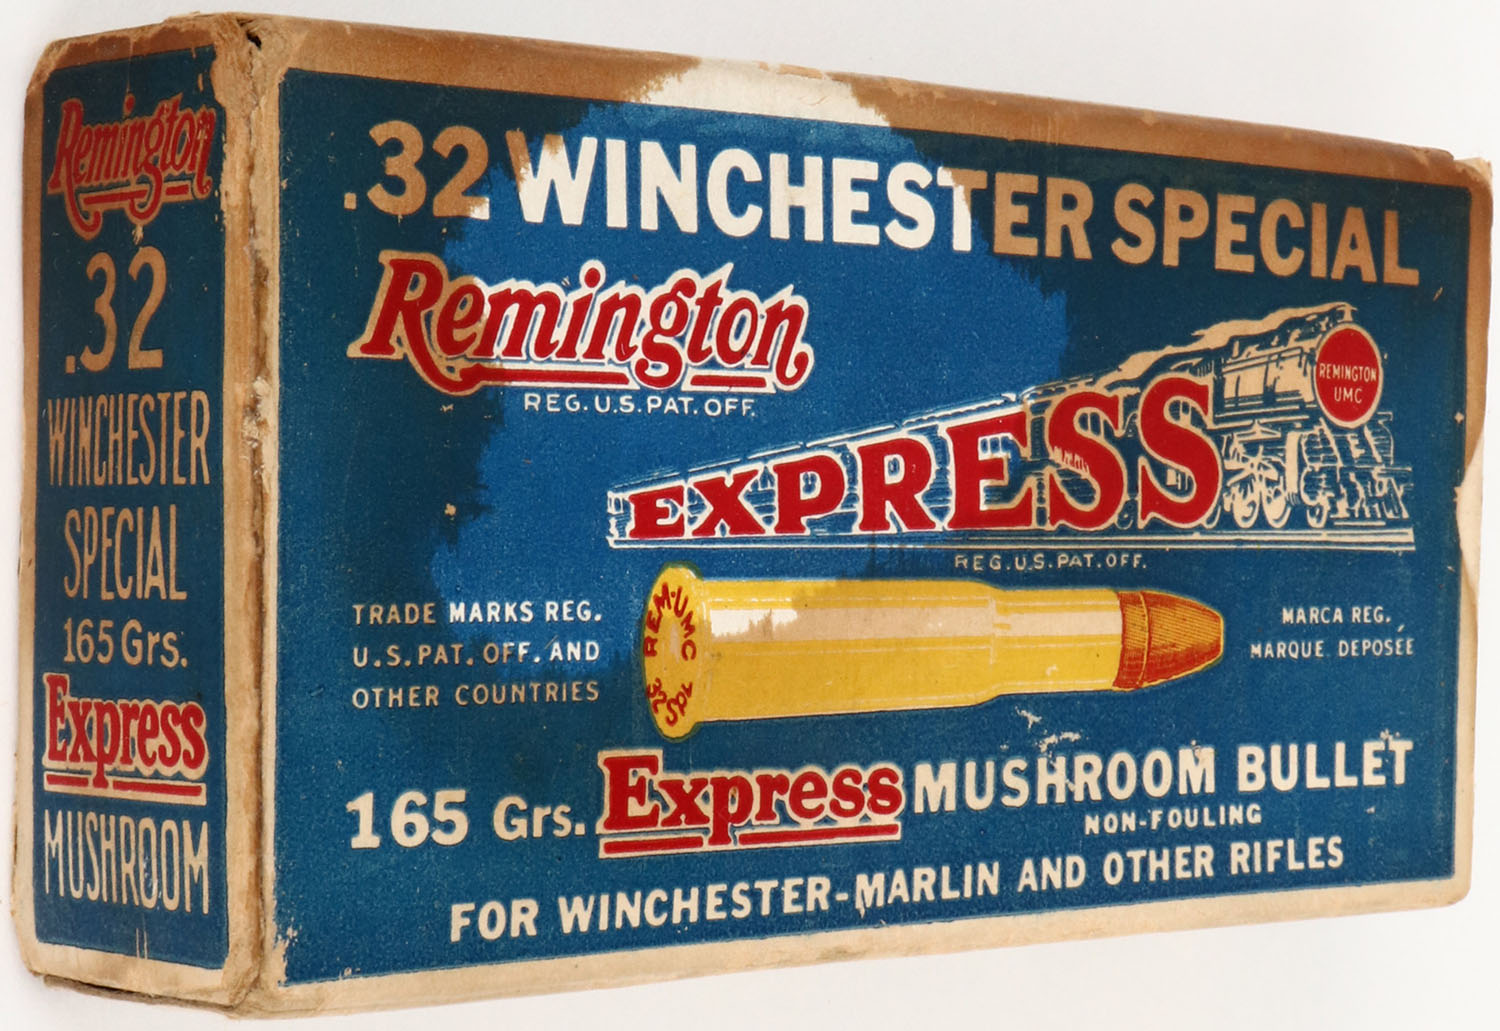 Remington
.32
WINCHESTER
SPECIAL
165 Grs.
Express
MUSHROOM
.32 WINCHESTER SPECIAL
Remington
REG. U.S. PAT. OFF.
REMINGTON
UMC
EXPRESS
REG. U.S. PAT. OFF.
TRADE MARKS REG.
U.S. PAT. OFF. AND
OTHER COUNTRIES
REM-UMC
32 Spl
MARCA REG.
MARQUE DEPOSÉE
165 Grs. Express MUSHROOM BULLET
NON-FOULING
FOR WINCHESTER-MARLIN AND OTHER RIFLES